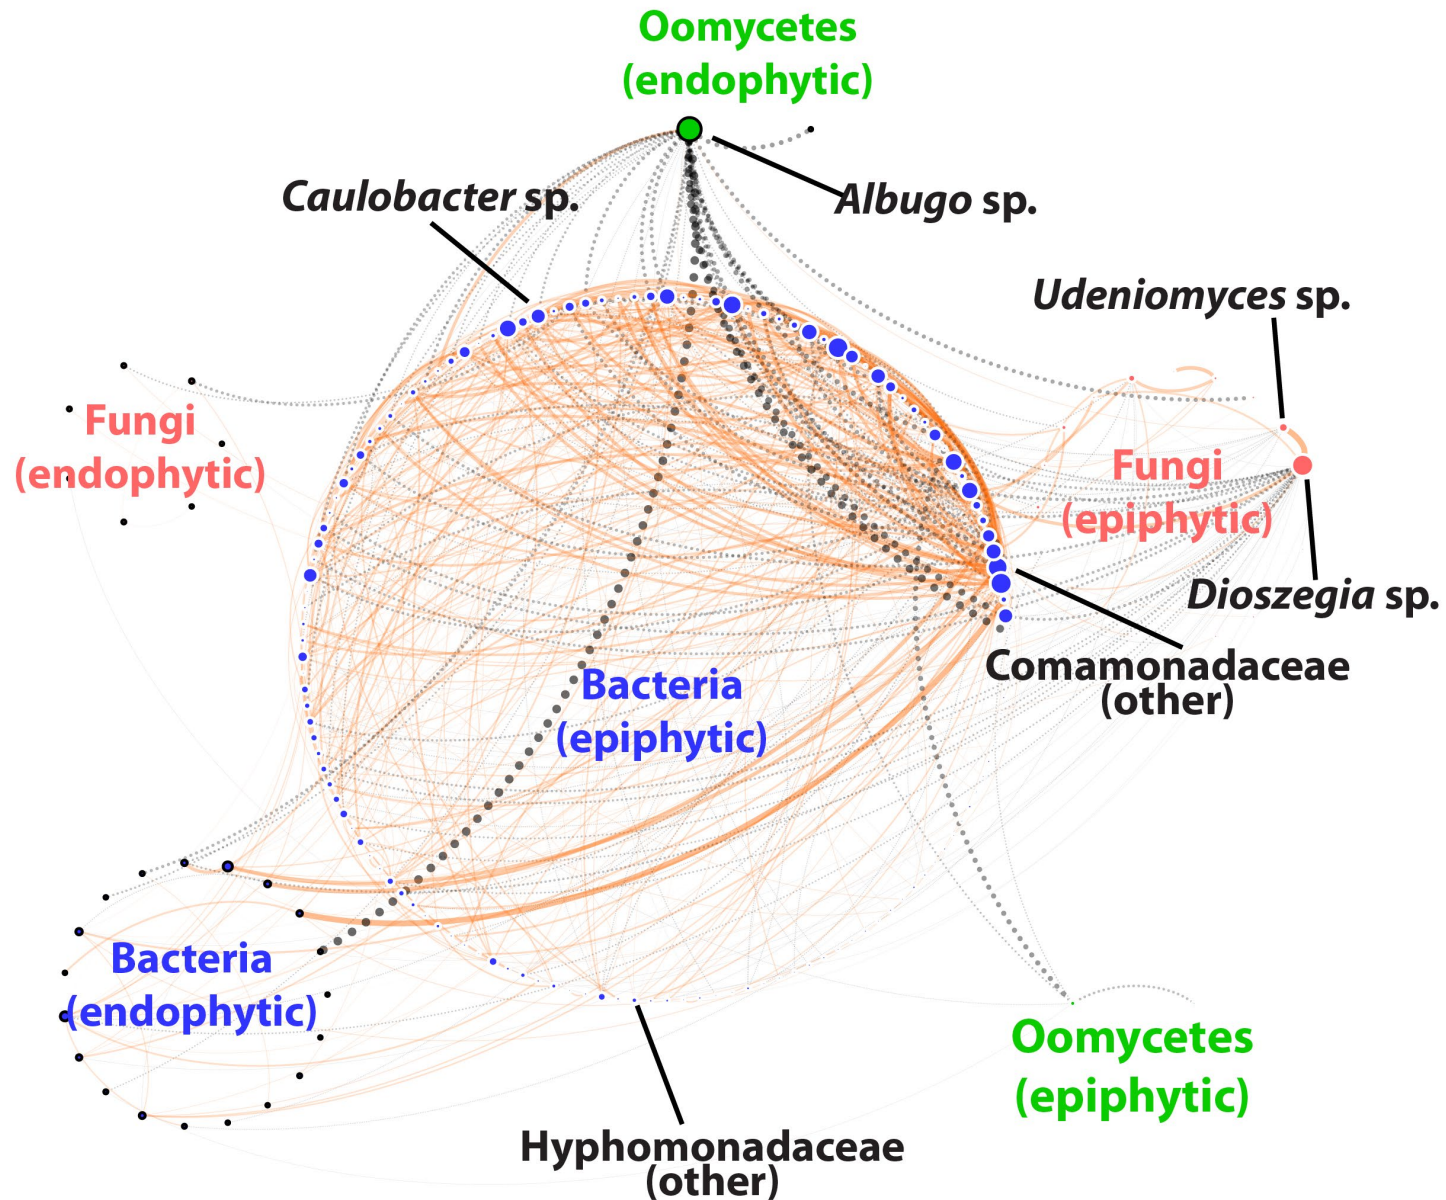 Oomycetes
(endophytic)
Caulobacter sp.
Albugo sp.
Udeniomyces sp.
Fungi
(endophytic)
Fungi
(epiphytic)
Dioszegia sp.
Comamonadaceae
(other)
Bacteria
(epiphytic)
Bacteria
(endophytic)
Oomycetes
(epiphytic)
Hyphomonadaceae
(other)